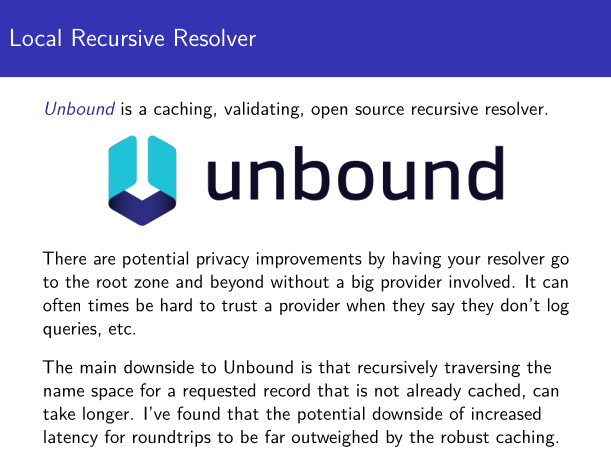 Local Recursive Resolver
Unbound is a caching, validating, open source recursive resolver.
unbound
There are potential privacy improvements by having your resolver go
to the root zone and beyond without a big provider involved. It can
often times be hard to trust a provider when they say they don't log
queries, etc.
The main downside to Unbound is that recursively traversing the
name space for a requested record that is not already cached, can
take longer. I've found that the potential downside of increased
latency for roundtrips to be far outweighed by the robust caching.